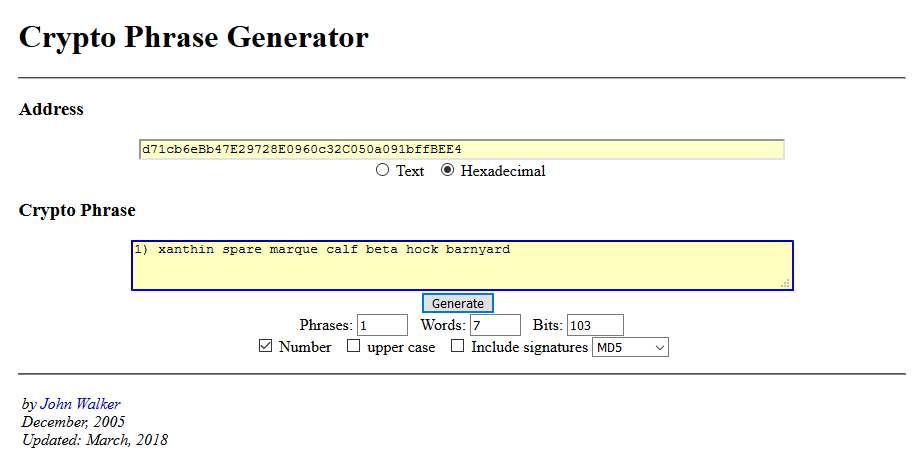 Crypto Phrase Generator
Address
d71cb6eBb47E29728E0960c32C050a091bffBEE4
Text Hexadecimal
Crypto Phrase
1) xanthin spare marque calf beta hock barnyard
Generate
Phrases: 1 Words: 7 Bits: 103
Number upper case Include signatures MD5
by John Walker
December, 2005
Updated: March, 2018